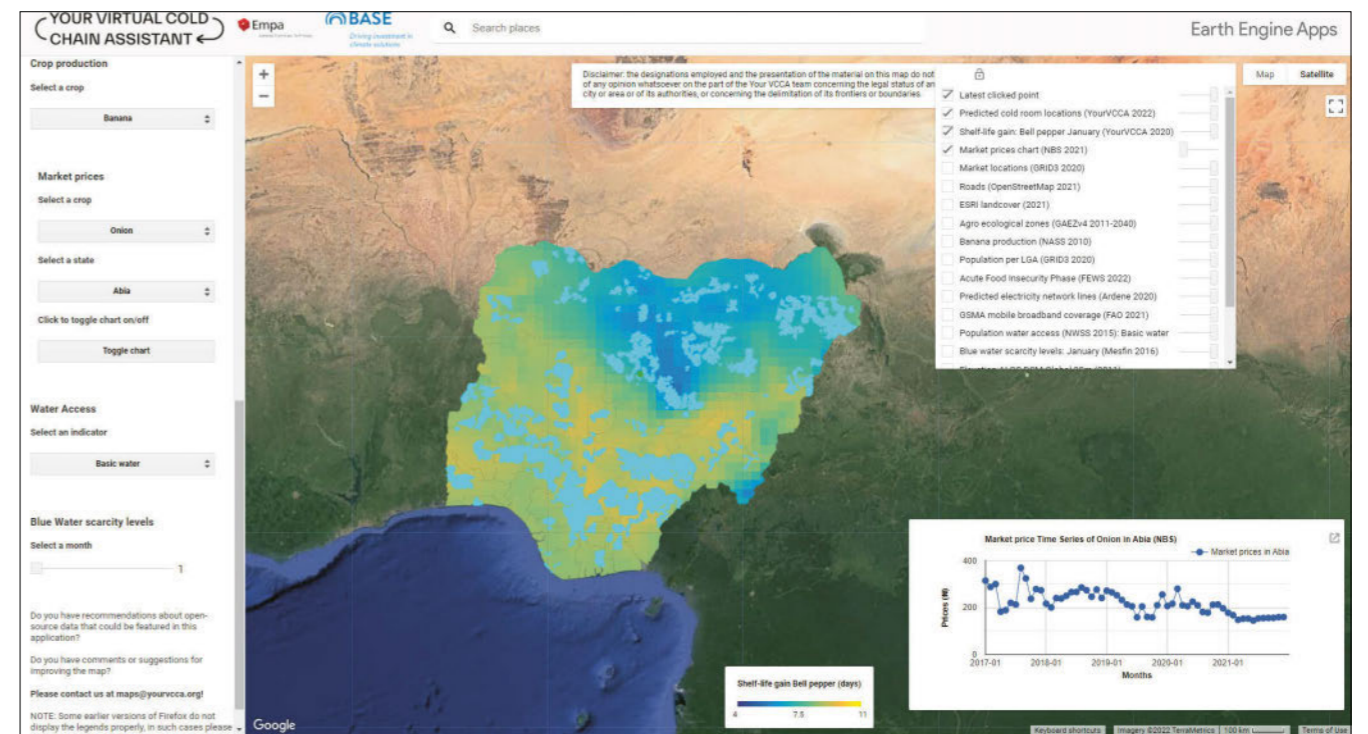 YOUR VIRTUAL COLD
CHAIN ASSISTANT
Empa
BASE
Driving investment in
climate solutions
Search places
Earth Engine Apps
Crop production
Select a crop
Banana
Market prices
Select a crop
Onion
Select a state
Abia
Click to toggle chart on/off
Toggle chart
Water Access
Select an indicator
Basic water
Blue Water scarcity levels
Select a month
1
Do you have recommendations about open-
source data that could be featured in this
application?
Do you have comments or suggestions for
improving the map?
Please contact us at maps@yourvcca.org!
NOTE: Some earlier versions of Firefox do not
display the legends properly, in such cases please
+
−
Disclaimer: the designations employed and the presentation of the material on this map do not
of any opinion whatsoever on the part of the Your VCCA team concerning the legal status of an
city or area or of its authorities, or concerning the delimitation of its frontiers or boundaries.
Latest clicked point
Predicted cold room locations (YourVCCA 2022)
Shelf-life gain: Bell pepper January (YourVCCA 2020)
Market prices chart (NBS 2021)
Market locations (GRID3 2020)
Roads (OpenStreetMap 2021)
ESRI landcover (2021)
Agro ecological zones (GAEZv4 2011-2040)
Banana production (NASS 2010)
Population per LGA (GRID3 2020)
Acute Food Insecurity Phase (FEWS 2022)
Predicted electricity network lines (Ardene 2020)
GSMA mobile broadband coverage (FAO 2021)
Population water access (NWSS 2015): Basic water
Blue water scarcity levels: January (Mesfin 2016)
Map Satellite
Market price Time Series of Onion in Abia (NBS)
Market prices in Abia
Prices (₦)
400
200
0
2017-01 2018-01 2019-01 2020-01 2021-01
Months
Shelf-life gain Bell pepper (days)
4 7.5 11
Google
Keyboard shortcuts Imagery ©2022 TerraMetrics 100 km Terms of Use